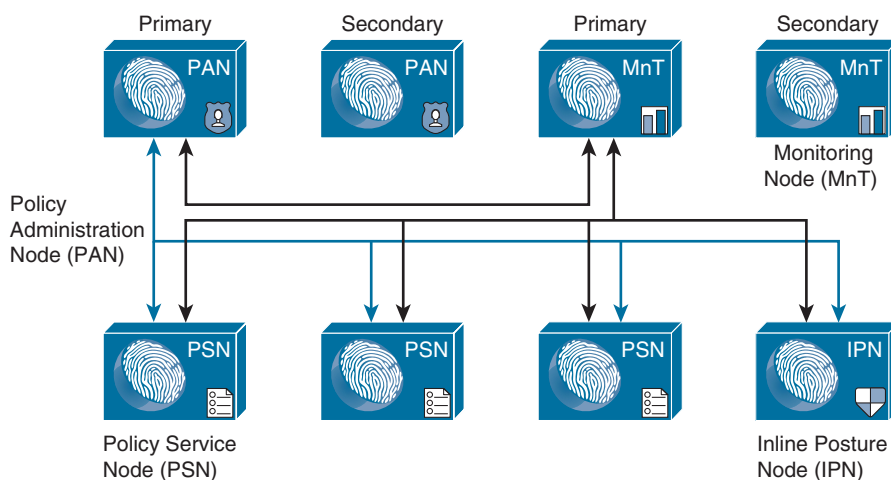 Primary
Secondary
Primary
Secondary
PAN
PAN
MnT
MnT
Monitoring
Node (MnT)
Policy
Administration
Node (PAN)
PSN
PSN
PSN
IPN
Policy Service
Node (PSN)
Inline Posture
Node (IPN)